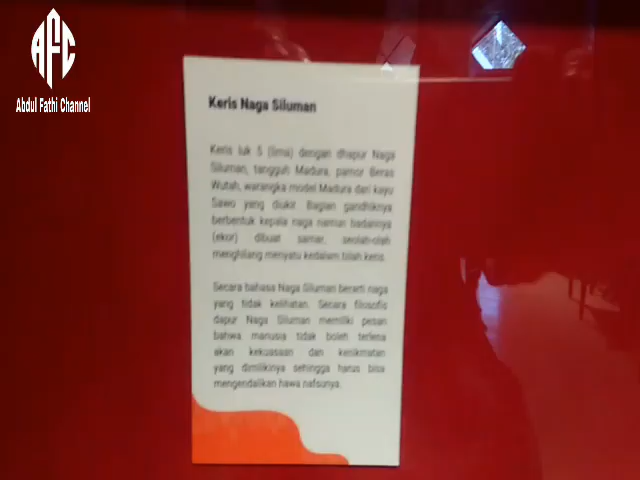 AFC
Abdul Fathi Channel
Keris Naga Siluman
Keris luk 5 (lima) dengan dhapur Naga
Siluman, tangguh Madura, pamor Beras
Wutah, warangka model Madura dari kayu
Sawo yang diukir. Bagian gandhiknya
berbentuk kepala naga namun badannya
(ekor) dibuat samar, seolah-olah
menghilang menyatu kedalam bilah keris.
Secara bahasa Naga Siluman berarti naga
yang tidak kelihatan. Secara filosofis
dapur Naga Siluman memiliki pesan
bahwa manusia tidak boleh terlena
akan kekuasaan dan kenikmatan
yang dimilikinya sehingga harus bisa
mengendalikan hawa nafsunya.